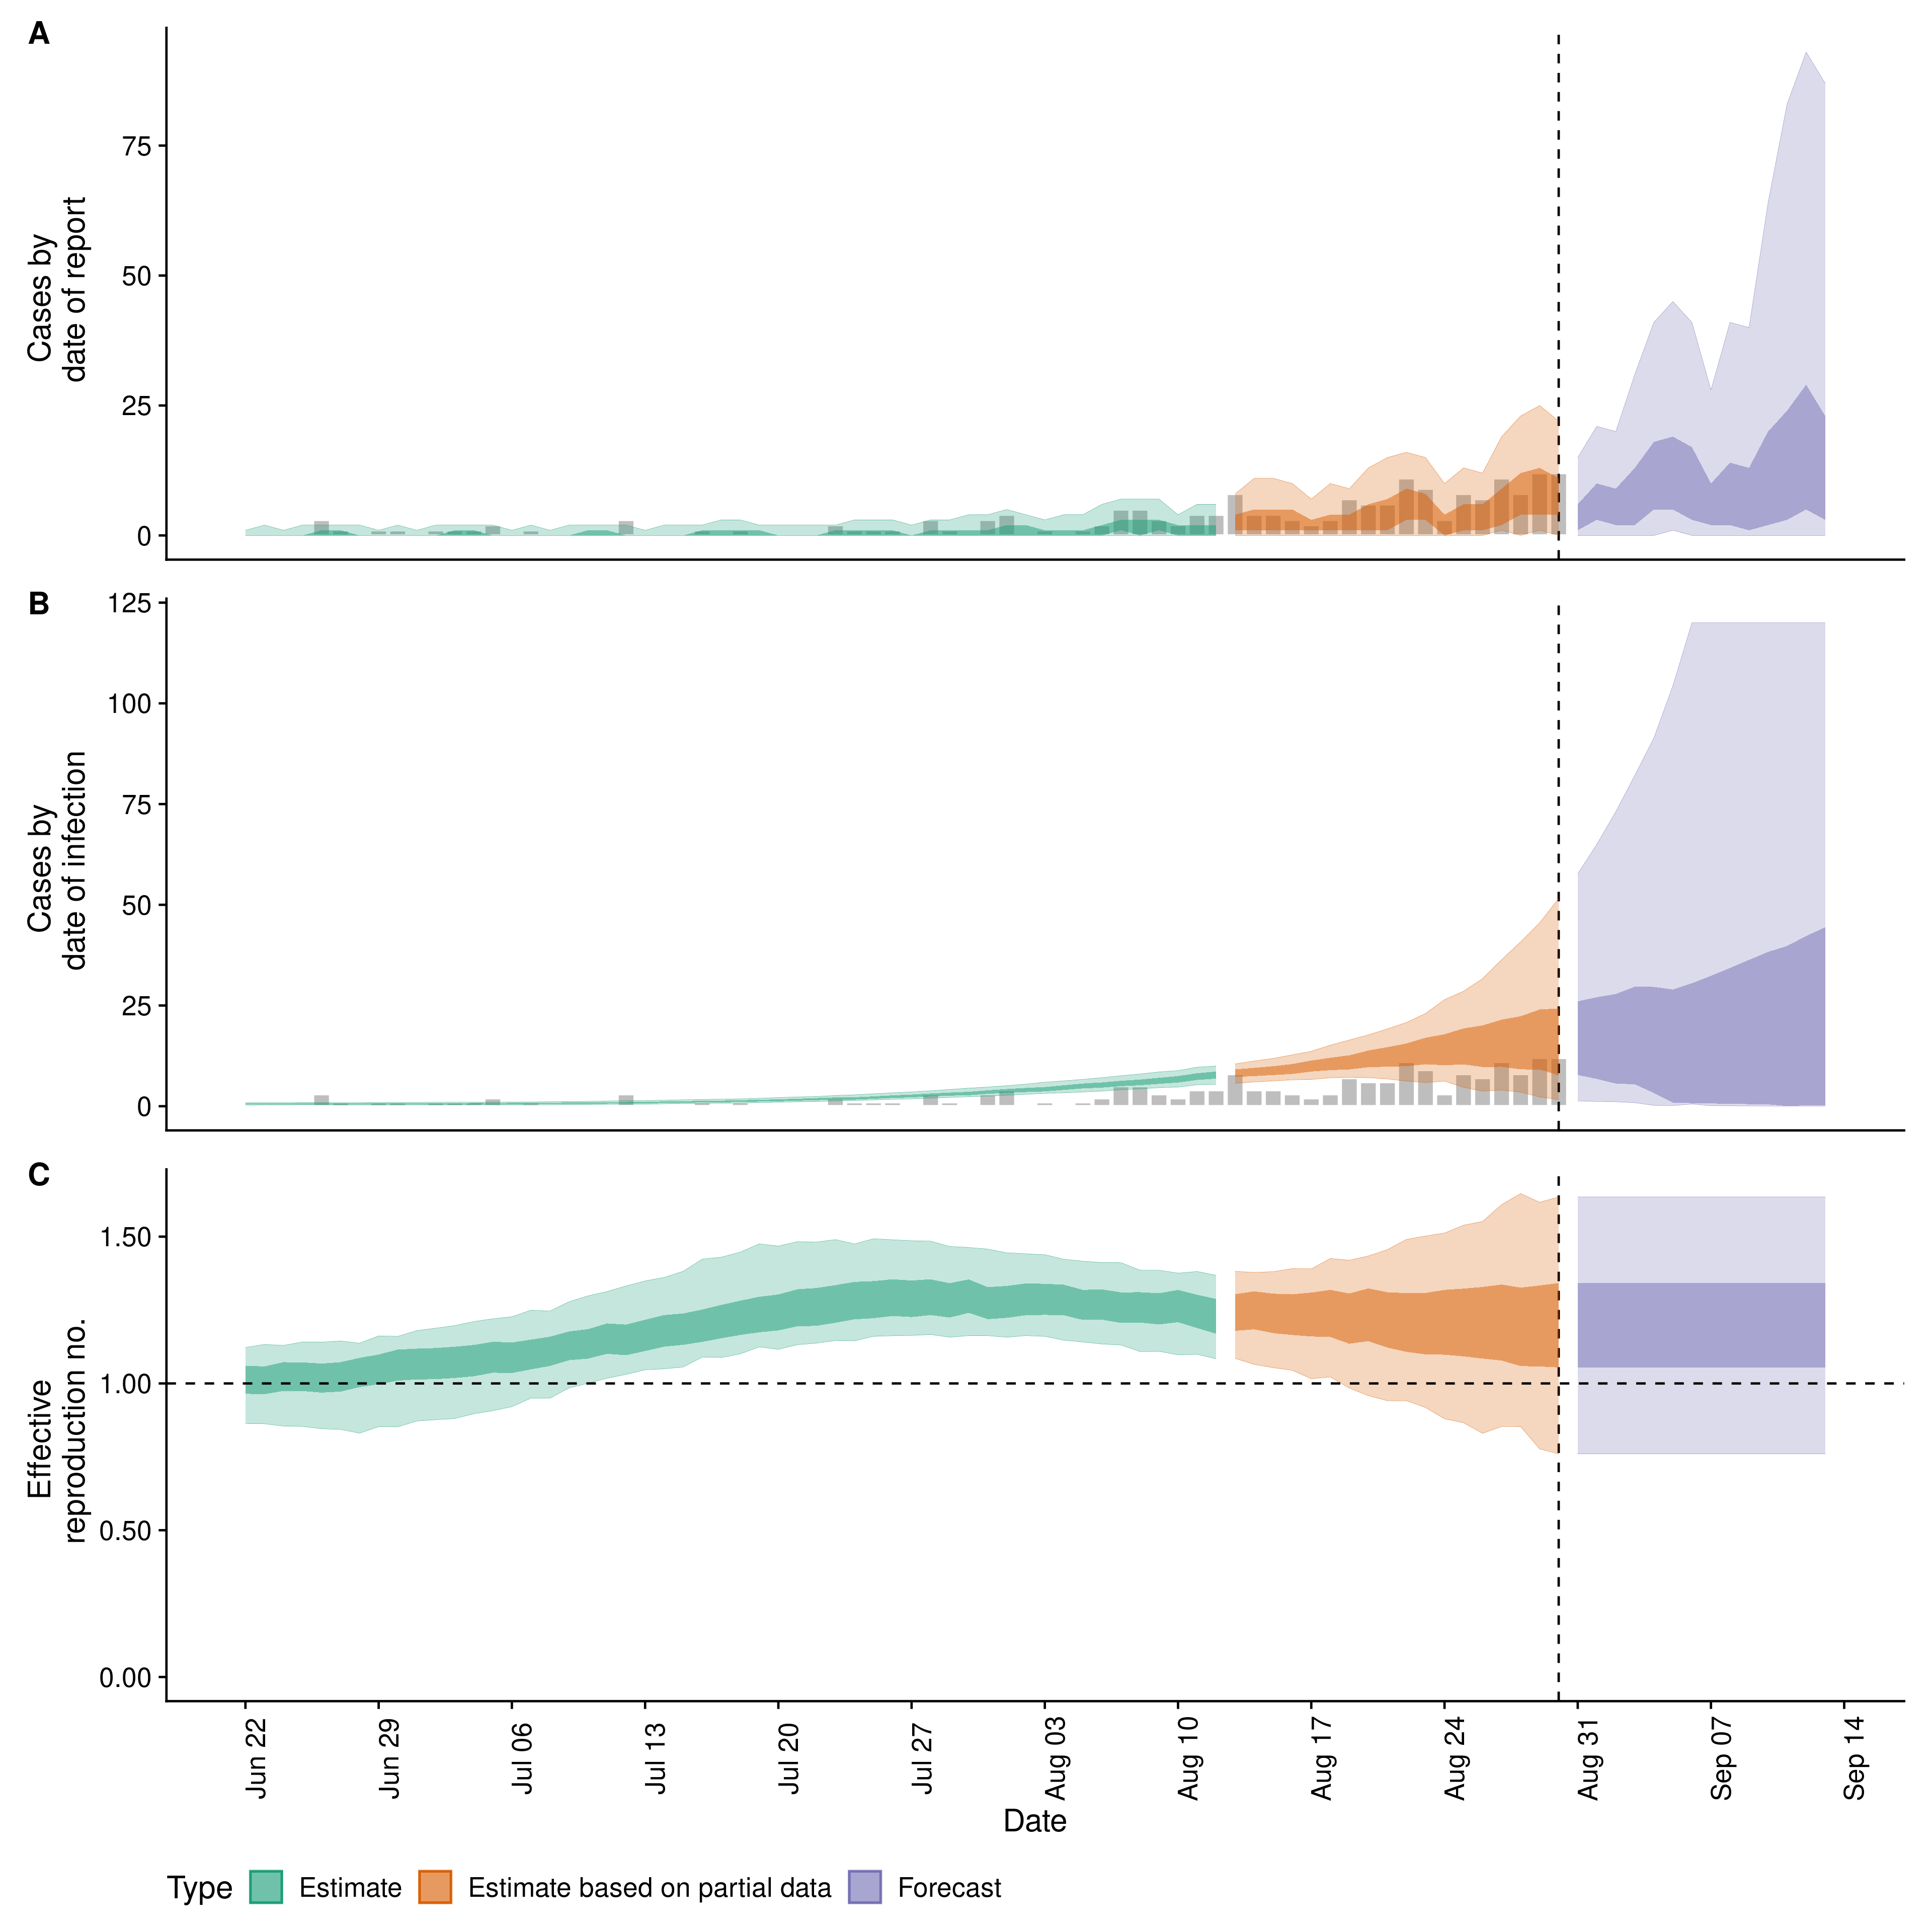 A
Cases by
date of report
75
50
25
0
B
Cases by
date of infection
125
100
75
50
25
0
C
Effective
reproduction no.
1.50
1.00
0.50
0.00
Jun 22
Jun 29
Jul 06
Jul 13
Jul 20
Jul 27
Aug 03
Aug 10
Aug 17
Aug 24
Aug 31
Sep 07
Sep 14
Date
Type Estimate Estimate based on partial data Forecast